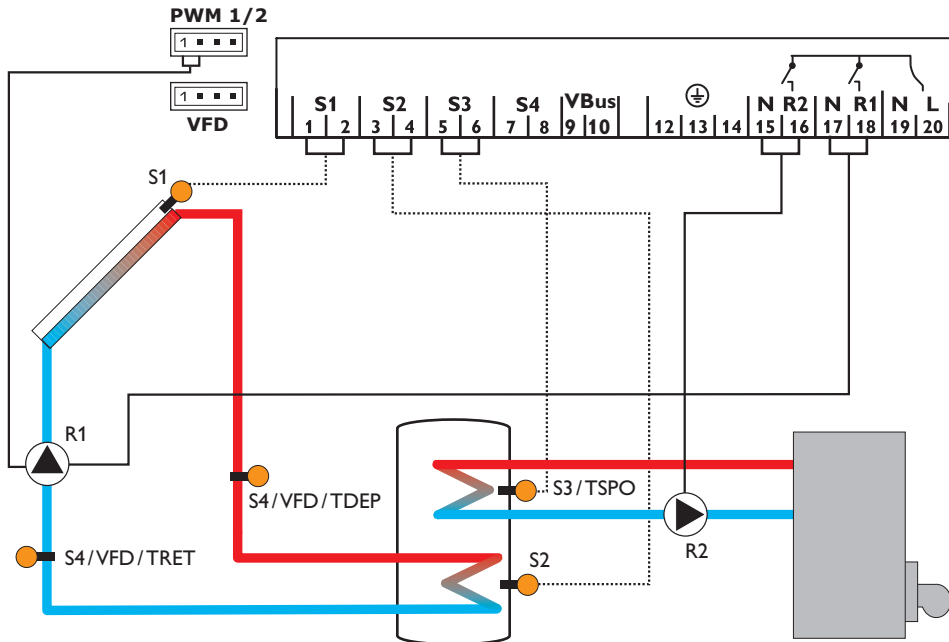 PWM 1/2
1
1
VFD
S1 S2 S3 S4 VBus N R2 N R1 N L
1 2 3 4 5 6 7 8 9 10 12 13 14 15 16 17 18 19 20
S1
R1
S4/VFD/TDEP
S3/TSPO
R2
S4/VFD/TRET
S2